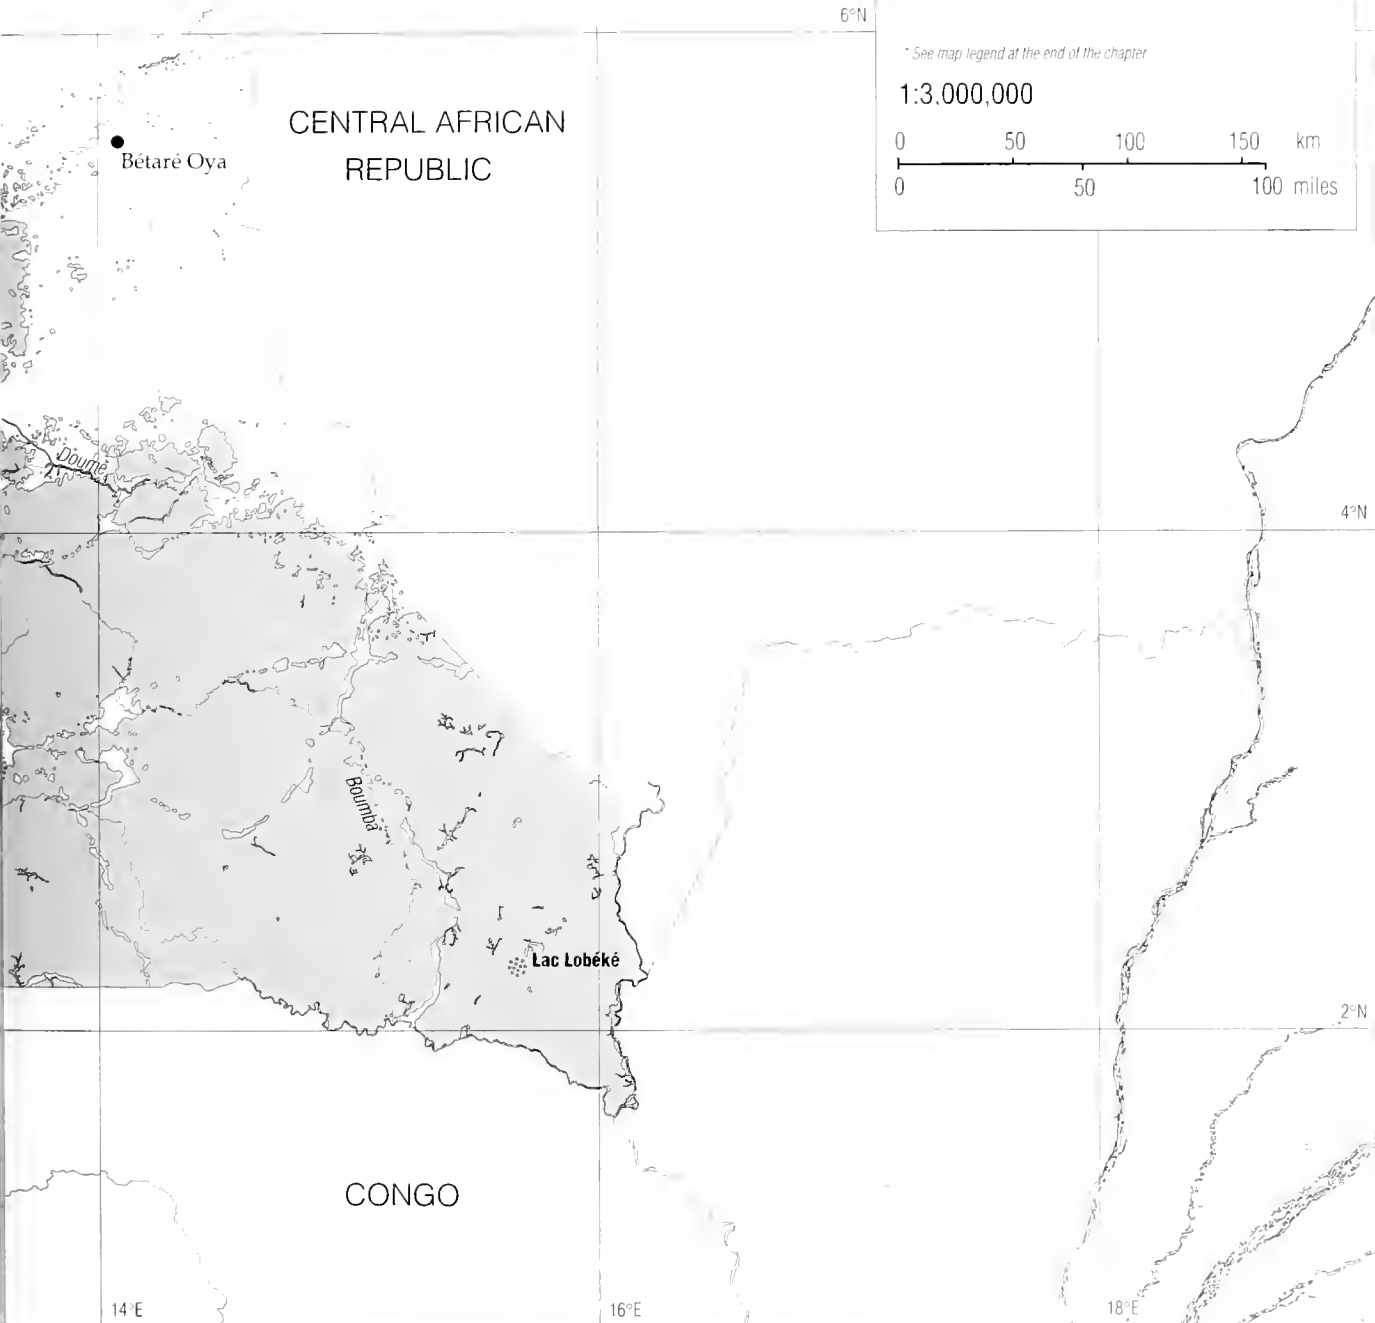 6°N
* See map legend at the end of the chapter
1:3,000,000
0 50 100 150 km
0 50 100 miles
CENTRAL AFRICAN
REPUBLIC
Bétaré Oya
Doumé
4°N
Boumba
Lac Lobéké
2°N
CONGO
14°E 16°E 18°E